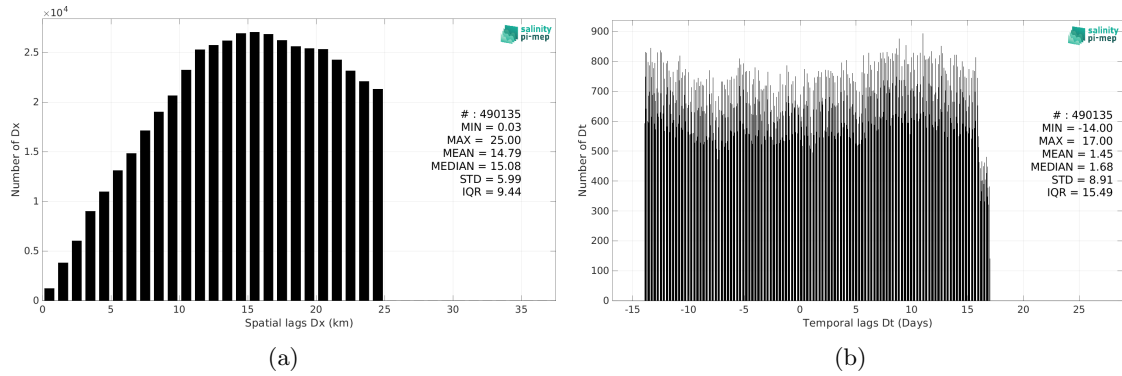 ×10⁴
2.5
2
1.5
1
0.5
0
0 5 10 15 20 25 30 35
Number of Dx
Spatial lags Dx (km)
salinity
pi-mep
# : 490135
MIN = 0.03
MAX = 25.00
MEAN = 14.79
MEDIAN = 15.08
STD = 5.99
IQR = 9.44
(a)
900
800
700
600
500
400
300
200
100
0
-15 -10 -5 0 5 10 15 20 25
Number of Dt
Temporal lags Dt (Days)
salinity
pi-mep
# : 490135
MIN = -14.00
MAX = 17.00
MEAN = 1.45
MEDIAN = 1.68
STD = 8.91
IQR = 15.49
(b)